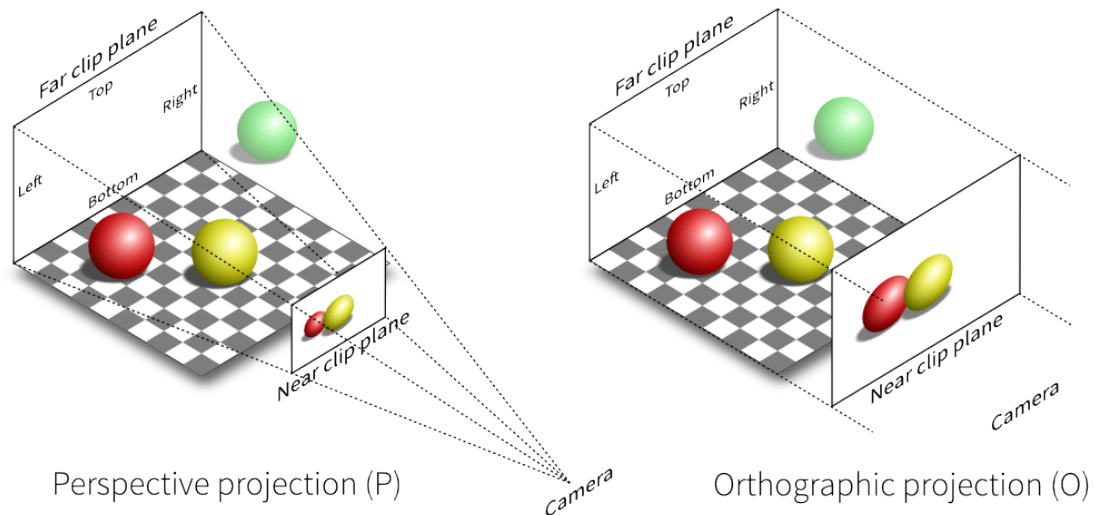 Far clip plane
Top
Right
Left
Bottom
Near clip plane
Camera
Perspective projection (P)
Far clip plane
Top
Right
Left
Bottom
Near clip plane
Camera
Orthographic projection (O)